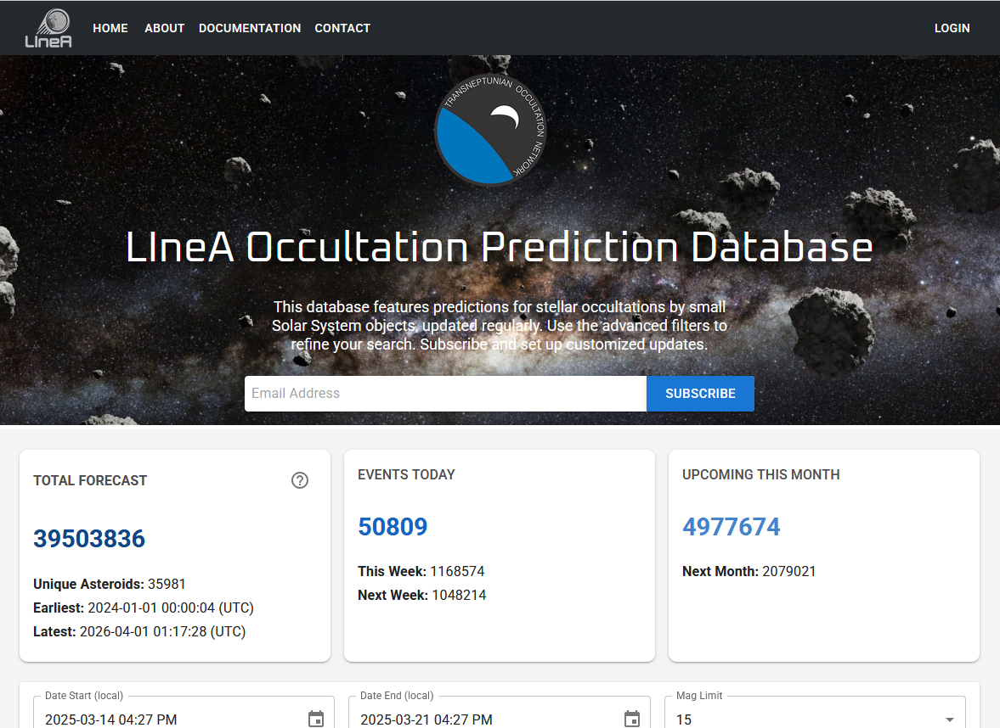 LIneA
HOME ABOUT DOCUMENTATION CONTACT LOGIN
TRANSNEPTUNIAN OCCULTATION NETWORK
LIneA Occultation Prediction Database
This database features predictions for stellar occultations by small
Solar System objects, updated regularly. Use the advanced filters to
refine your search. Subscribe and set up customized updates.
Email Address SUBSCRIBE
TOTAL FORECAST ?
39503836
Unique Asteroids: 35981
Earliest: 2024-01-01 00:00:04 (UTC)
Latest: 2026-04-01 01:17:28 (UTC)
EVENTS TODAY
50809
This Week: 1168574
Next Week: 1048214
UPCOMING THIS MONTH
4977674
Next Month: 2079021
Date Start (local)
2025-03-14 04:27 PM
Date End (local)
2025-03-21 04:27 PM
Mag Limit
15